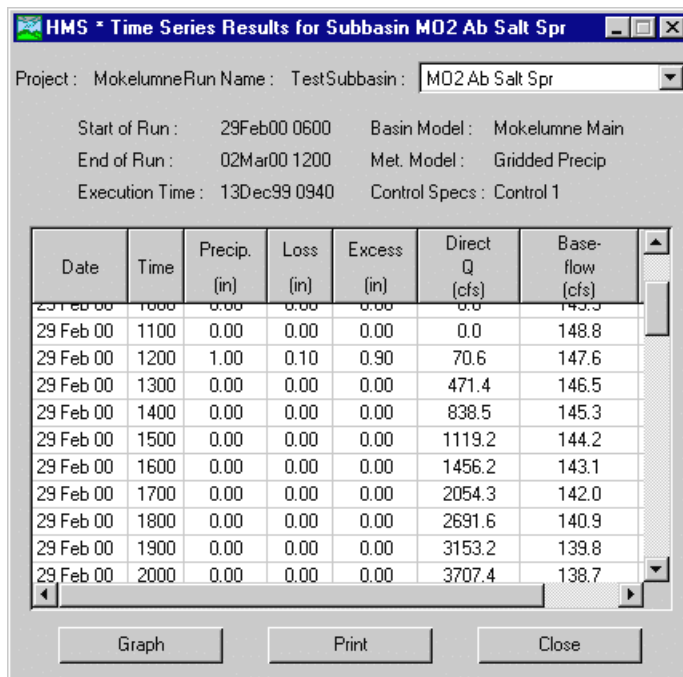 HMS * Time Series Results for Subbasin MO2 Ab Salt Spr
Project : MokelumneRun Name : TestSubbasin : MO2 Ab Salt Spr
Start of Run : 29Feb00 0600 Basin Model : Mokelumne Main
End of Run : 02Mar00 1200 Met. Model : Gridded Precip
Execution Time : 13Dec99 0940 Control Specs : Control 1
Date Time Precip. (in) Loss (in) Excess (in) Direct Q (cfs) Base- flow (cfs)
29 Feb 00 1100 0.00 0.00 0.00 0.0 148.8
29 Feb 00 1200 1.00 0.10 0.90 70.6 147.6
29 Feb 00 1300 0.00 0.00 0.00 471.4 146.5
29 Feb 00 1400 0.00 0.00 0.00 838.5 145.3
29 Feb 00 1500 0.00 0.00 0.00 1119.2 144.2
29 Feb 00 1600 0.00 0.00 0.00 1456.2 143.1
29 Feb 00 1700 0.00 0.00 0.00 2054.3 142.0
29 Feb 00 1800 0.00 0.00 0.00 2691.6 140.9
29 Feb 00 1900 0.00 0.00 0.00 3153.2 139.8
29 Feb 00 2000 0.00 0.00 0.00 3707.4 138.7
Graph Print Close